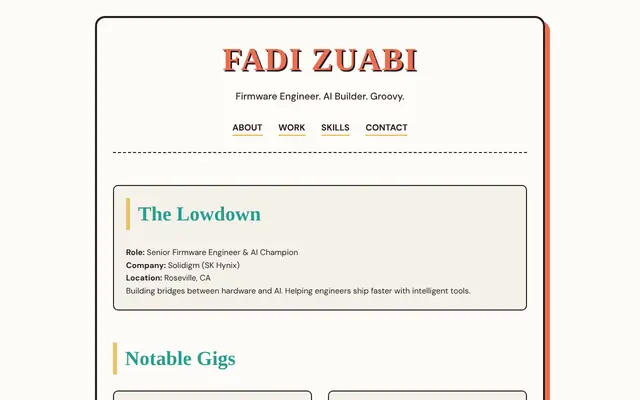 FADI ZUABI
Firmware Engineer. AI Builder. Groovy.
ABOUT WORK SKILLS CONTACT
The Lowdown
Role: Senior Firmware Engineer & AI Champion
Company: Solidigm (SK Hynix)
Location: Roseville, CA
Building bridges between hardware and AI. Helping engineers ship faster with intelligent tools.
Notable Gigs